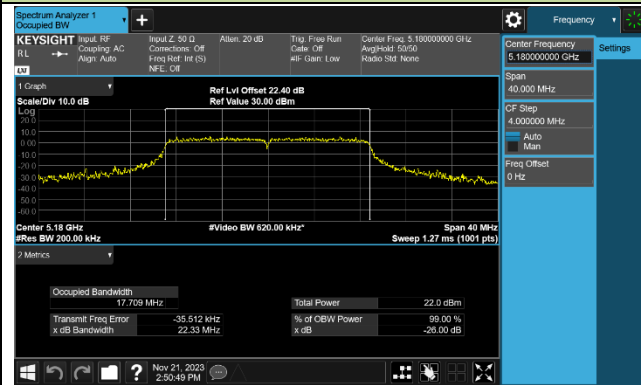 Spectrum Analyzer 1
Occupied BW
Frequency
KEYSIGHT
Input: RF
Input Z: 50 Ω
Atten: 20 dB
Trig: Free Run
Center Freq: 5.180000000 GHz
RL
Coupling: AC
Corrections: Off
Gate: Off
Avg|Hold: 50/50
Align: Auto
Freq Ref: Int (S)
#IF Gain: Low
Radio Std: None
NFE: Off
LXI
Center Frequency
5.180000000 GHz
Settings
Span
40.000 MHz
CF Step
4.000000 MHz
Auto
Man
Freq Offset
0 Hz
1 Graph
Ref Lvl Offset 22.40 dB
Scale/Div 10.0 dB
Ref Value 30.00 dBm
Log
20.0
10.0
0.00
-10.0
-20.0
-30.0
-40.0
-50.0
-60.0
Center 5.18 GHz
#Video BW 620.00 kHz*
Span 40 MHz
#Res BW 200.00 kHz
Sweep 1.27 ms (1001 pts)
2 Metrics
Occupied Bandwidth
17.709 MHz
Total Power
22.0 dBm
Transmit Freq Error
-35.512 kHz
% of OBW Power
99.00 %
x dB Bandwidth
22.33 MHz
x dB
-26.00 dB
Nov 21, 2023
2:50:49 PM